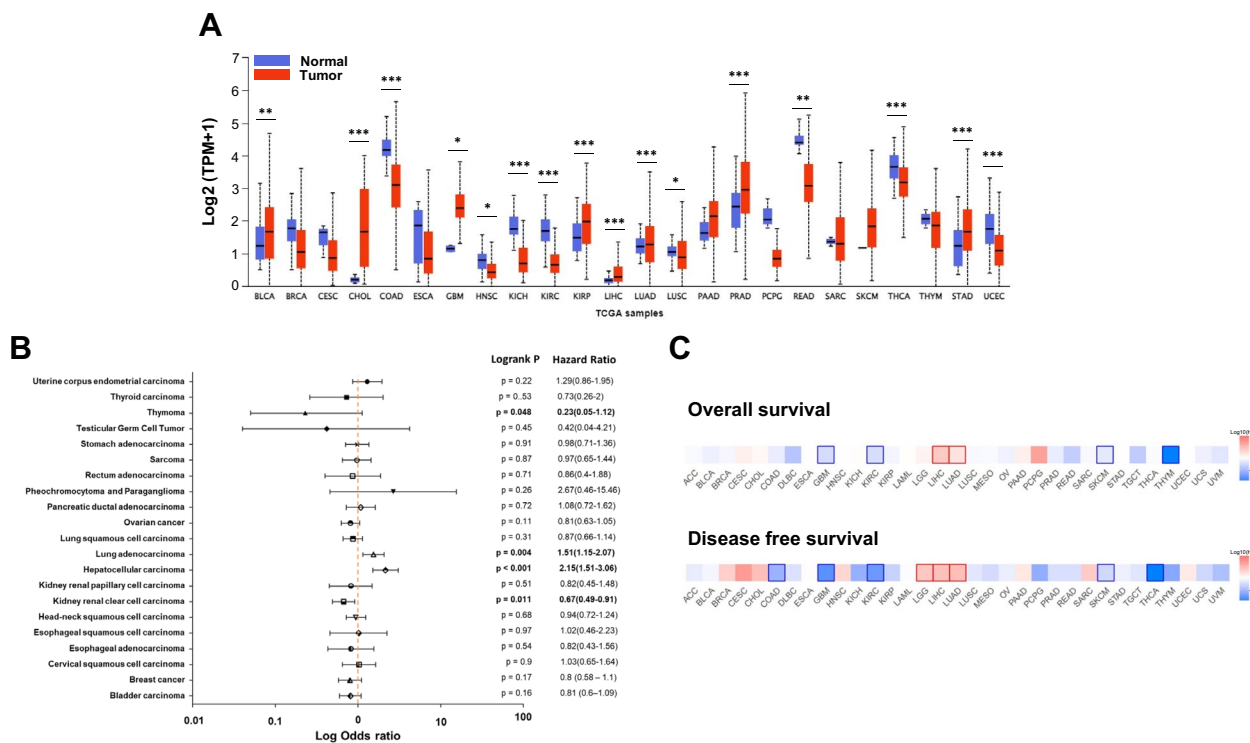 A
Log2 (TPM+1)
7
6
5
4
3
2
1
0
Normal
Tumor
** *** *** * * *** *** *** *** *** * *** ** *** *** ***
BLCA BRCA CESC CHOL COAD ESCA GBM HNSC KICH KIRC KIRP LIHC LUAD LUSC PAAD PRAD PCPG READ SARC SKCM THCA THYM STAD UCEC
TCGA samples
B
Logrank P Hazard Ratio
Uterine corpus endometrial carcinoma p = 0.22 1.29(0.86-1.95)
Thyroid carcinoma p = 0..53 0.73(0.26-2)
Thymoma p = 0.048 0.23(0.05-1.12)
Testicular Germ Cell Tumor p = 0.45 0.42(0.04-4.21)
Stomach adenocarcinoma p = 0.91 0.98(0.71-1.36)
Sarcoma p = 0.87 0.97(0.65-1.44)
Rectum adenocarcinoma p = 0.71 0.86(0.4-1.88)
Pheochromocytoma and Paraganglioma p = 0.26 2.67(0.46-15.46)
Pancreatic ductal adenocarcinoma p = 0.72 1.08(0.72-1.62)
Ovarian cancer p = 0.11 0.81(0.63-1.05)
Lung squamous cell carcinoma p = 0.31 0.87(0.66-1.14)
Lung adenocarcinoma p = 0.004 1.51(1.15-2.07)
Hepatocellular carcinoma p < 0.001 2.15(1.51-3.06)
Kidney renal papillary cell carcinoma p = 0.51 0.82(0.45-1.48)
Kidney renal clear cell carcinoma p = 0.011 0.67(0.49-0.91)
Head-neck squamous cell carcinoma p = 0.68 0.94(0.72-1.24)
Esophageal squamous cell carcinoma p = 0.97 1.02(0.46-2.23)
Esophageal adenocarcinoma p = 0.54 0.82(0.43-1.56)
Cervical squamous cell carcinoma p = 0.9 1.03(0.65-1.64)
Breast cancer p = 0.17 0.8 (0.58 – 1.1)
Bladder carcinoma p = 0.16 0.81 (0.6–1.09)
0.01 0.1 0 10 100
Log Odds ratio
C
Overall survival
Log10(
ACC BLCA BRCA CESC CHOL COAD DLBC ESCA GBM HNSC KICH KIRC KIRP LAML LGG LIHC LUAD LUSC MESO OV PAAD PCPG PRAD READ SARC SKCM STAD TGCT THCA THYM UCEC UCS UVM
Disease free survival
Log10(
ACC BLCA BRCA CESC CHOL COAD DLBC ESCA GBM HNSC KICH KIRC KIRP LAML LGG LIHC LUAD LUSC MESO OV PAAD PCPG PRAD READ SARC SKCM STAD TGCT THCA THYM UCEC UCS UVM